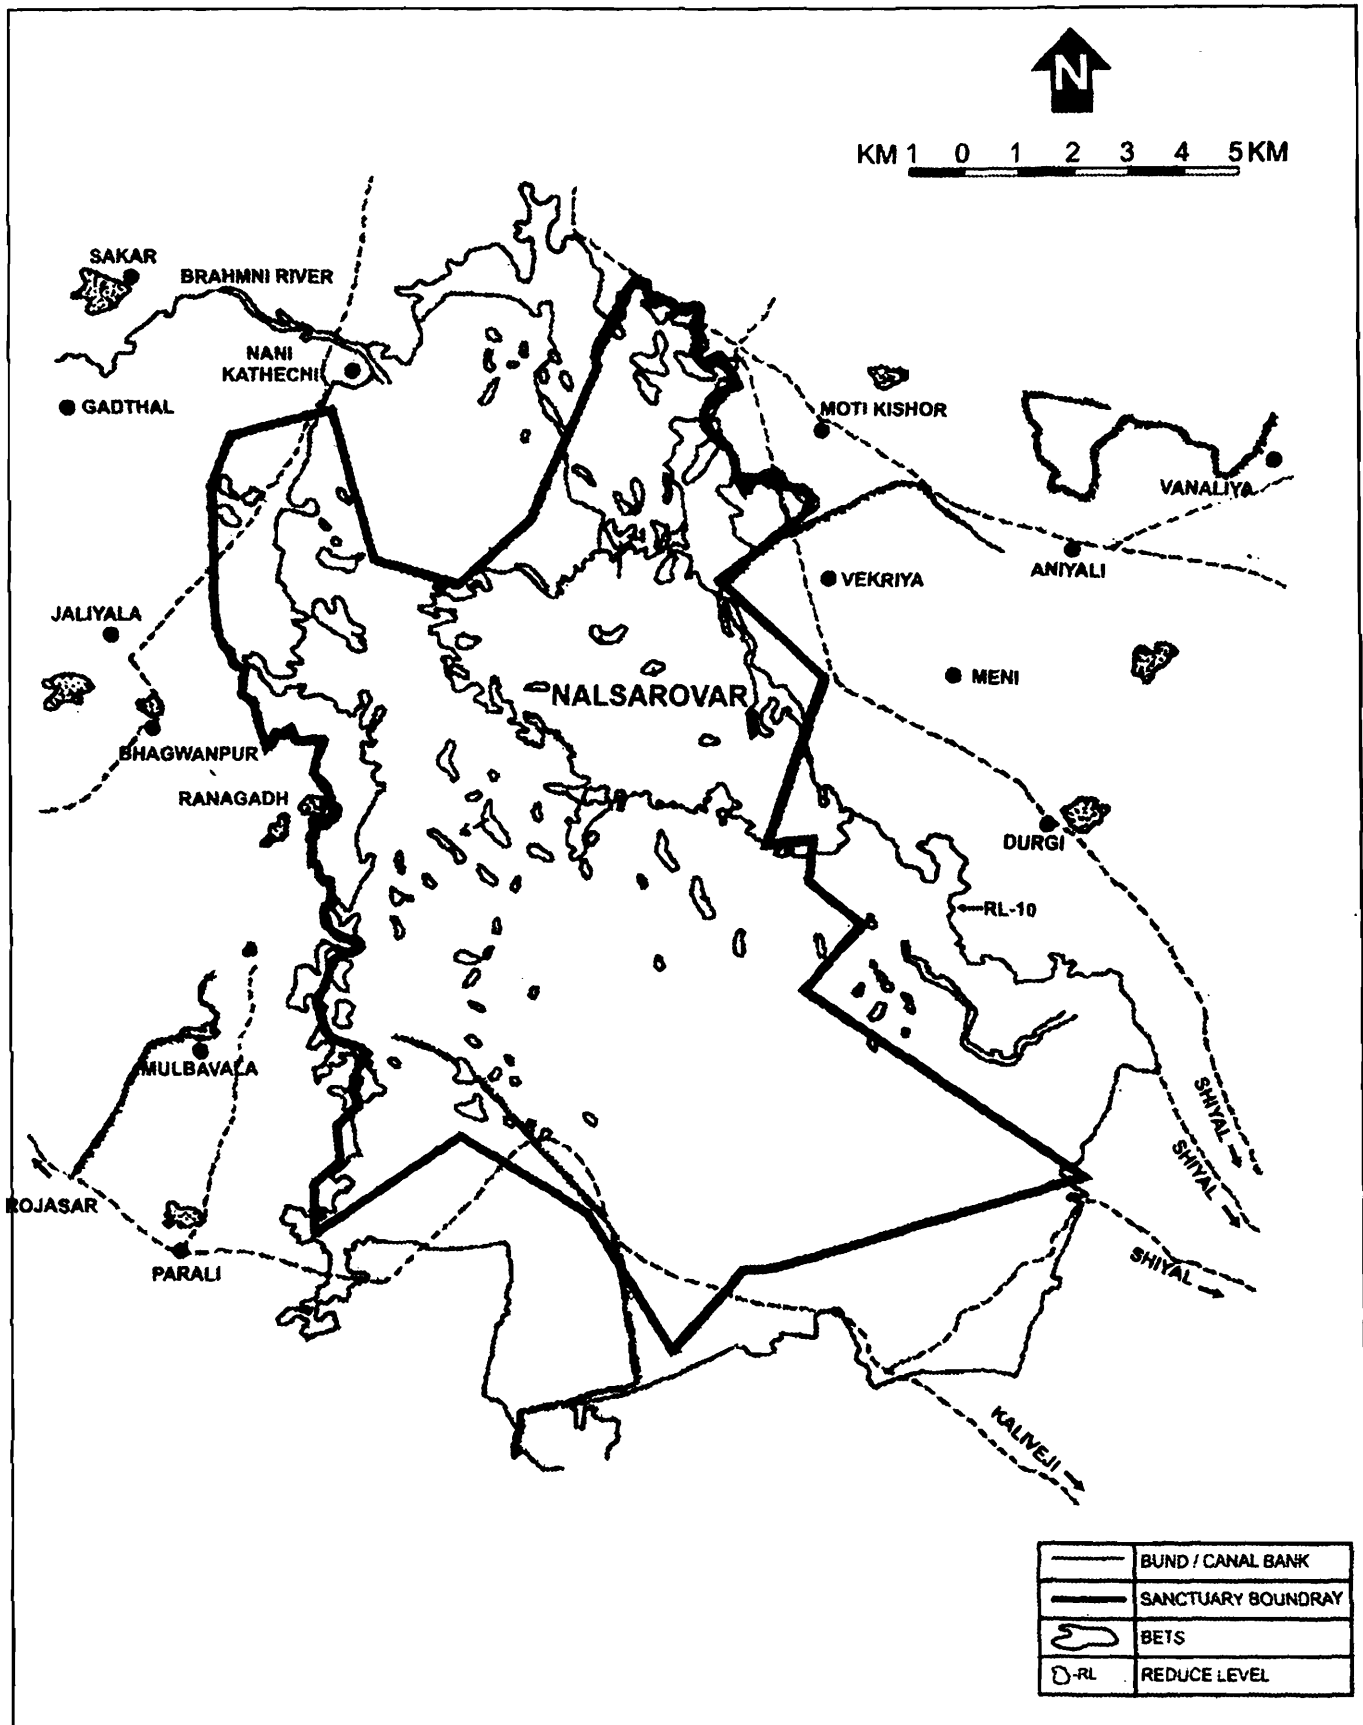 N
KM 1 0 1 2 3 4 5 KM
SAKAR
BRAHMNI RIVER
NANI
KATHECHI
GADTHAL
MOTI KISHOR
VANALIYA
ANIYALI
VEKRIYA
JALIYALA
MENI
NALSAROVAR
BHAGWANPUR
RANAGADH
DURGI
RL-10
MULBAVALA
SHIYAL
SHIYAL
ROJASAR
SHIYAL
PARALI
KALIVEJI
BUND / CANAL BANK
SANCTUARY BOUNDRAY
BETS
-RL REDUCE LEVEL